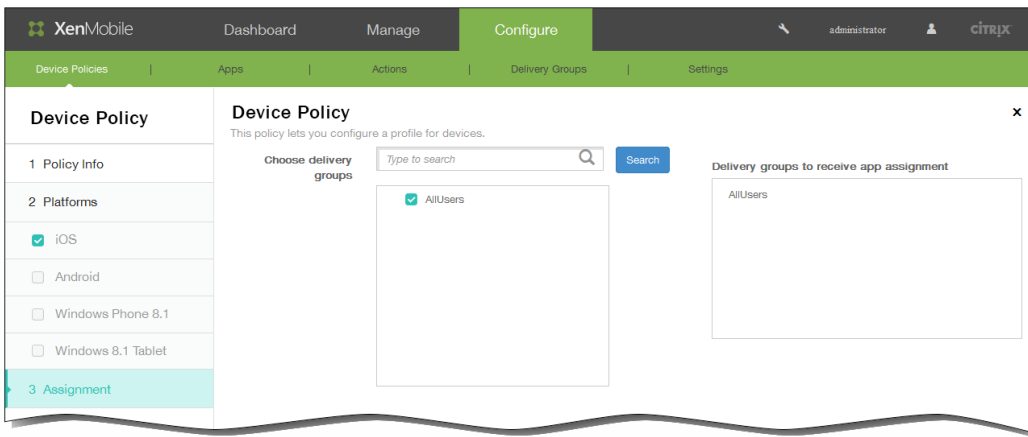 XenMobile Dashboard Manage Configure administrator CITRIX
Device Policies | Apps | Actions | Delivery Groups | Settings
Device Policy
1 Policy Info
2 Platforms
iOS
Android
Windows Phone 8.1
Windows 8.1 Tablet
3 Assignment
Device Policy x
This policy lets you configure a profile for devices.
Choose delivery
groups
Type to search Search
AllUsers
Delivery groups to receive app assignment
AllUsers